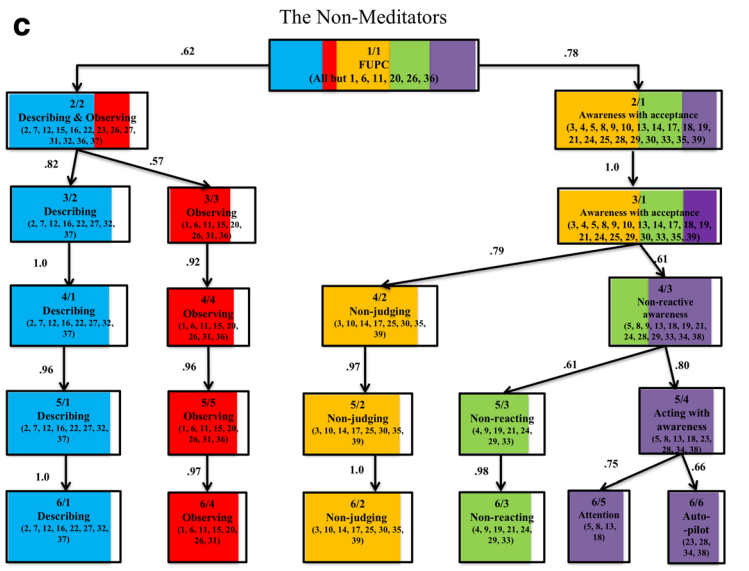 c
The Non-Meditators
.62
1/1
FUPC
(All but 1, 6, 11, 20, 26, 36)
.78
2/2
Describing & Observing
(2, 7, 12, 15, 16, 22, 23, 26, 27,
31, 32, 36, 37)
2/1
Awareness with acceptance
(3, 4, 5, 8, 9, 10, 13, 14, 17, 18, 19,
21, 24, 25, 28, 29, 30, 33, 35, 39)
.82
.57
1.0
3/2
Describing
(2, 7, 12, 16, 22, 27, 32,
37)
3/3
Observing
(1, 6, 11, 15, 20,
26, 31, 36)
3/1
Awareness with acceptance
(3, 4, 5, 8, 9, 10, 13, 14, 17, 18, 19,
21, 24, 25, 29, 30, 33, 35, 39)
1.0
.92
.79
.61
4/1
Describing
(2, 7, 12, 16, 22, 27, 32,
37)
4/4
Observing
(1, 6, 11, 15, 20,
26, 31, 36)
4/2
Non-judging
(3, 10, 14, 17, 25, 30, 35,
39)
4/3
Non-reactive
awareness
(5, 8, 9, 13, 18, 19, 21,
24, 28, 29, 33, 34, 38)
.96
.96
.97
.61
.80
5/1
Describing
(2, 7, 12, 16, 22, 27, 32,
37)
5/5
Observing
(1, 6, 11, 15, 20,
26, 31, 36)
5/2
Non-judging
(3, 10, 14, 17, 25, 30, 35,
39)
5/3
Non-reacting
(4, 9, 19, 21, 24,
29, 33)
5/4
Acting with
awareness
(5, 8, 13, 18, 23,
28, 34, 38)
1.0
.97
1.0
.98
.75
.66
6/1
Describing
(2, 7, 12, 16, 22, 27, 32,
37)
6/4
Observing
(1, 6, 11, 15, 20,
26, 31)
6/2
Non-judging
(3, 10, 14, 17, 25, 30, 35,
39)
6/3
Non-reacting
(4, 9, 19, 21, 24,
29, 33)
6/5
Attention
(5, 8, 13,
18)
6/6
Auto-
-pilot
(23, 28,
34, 38)